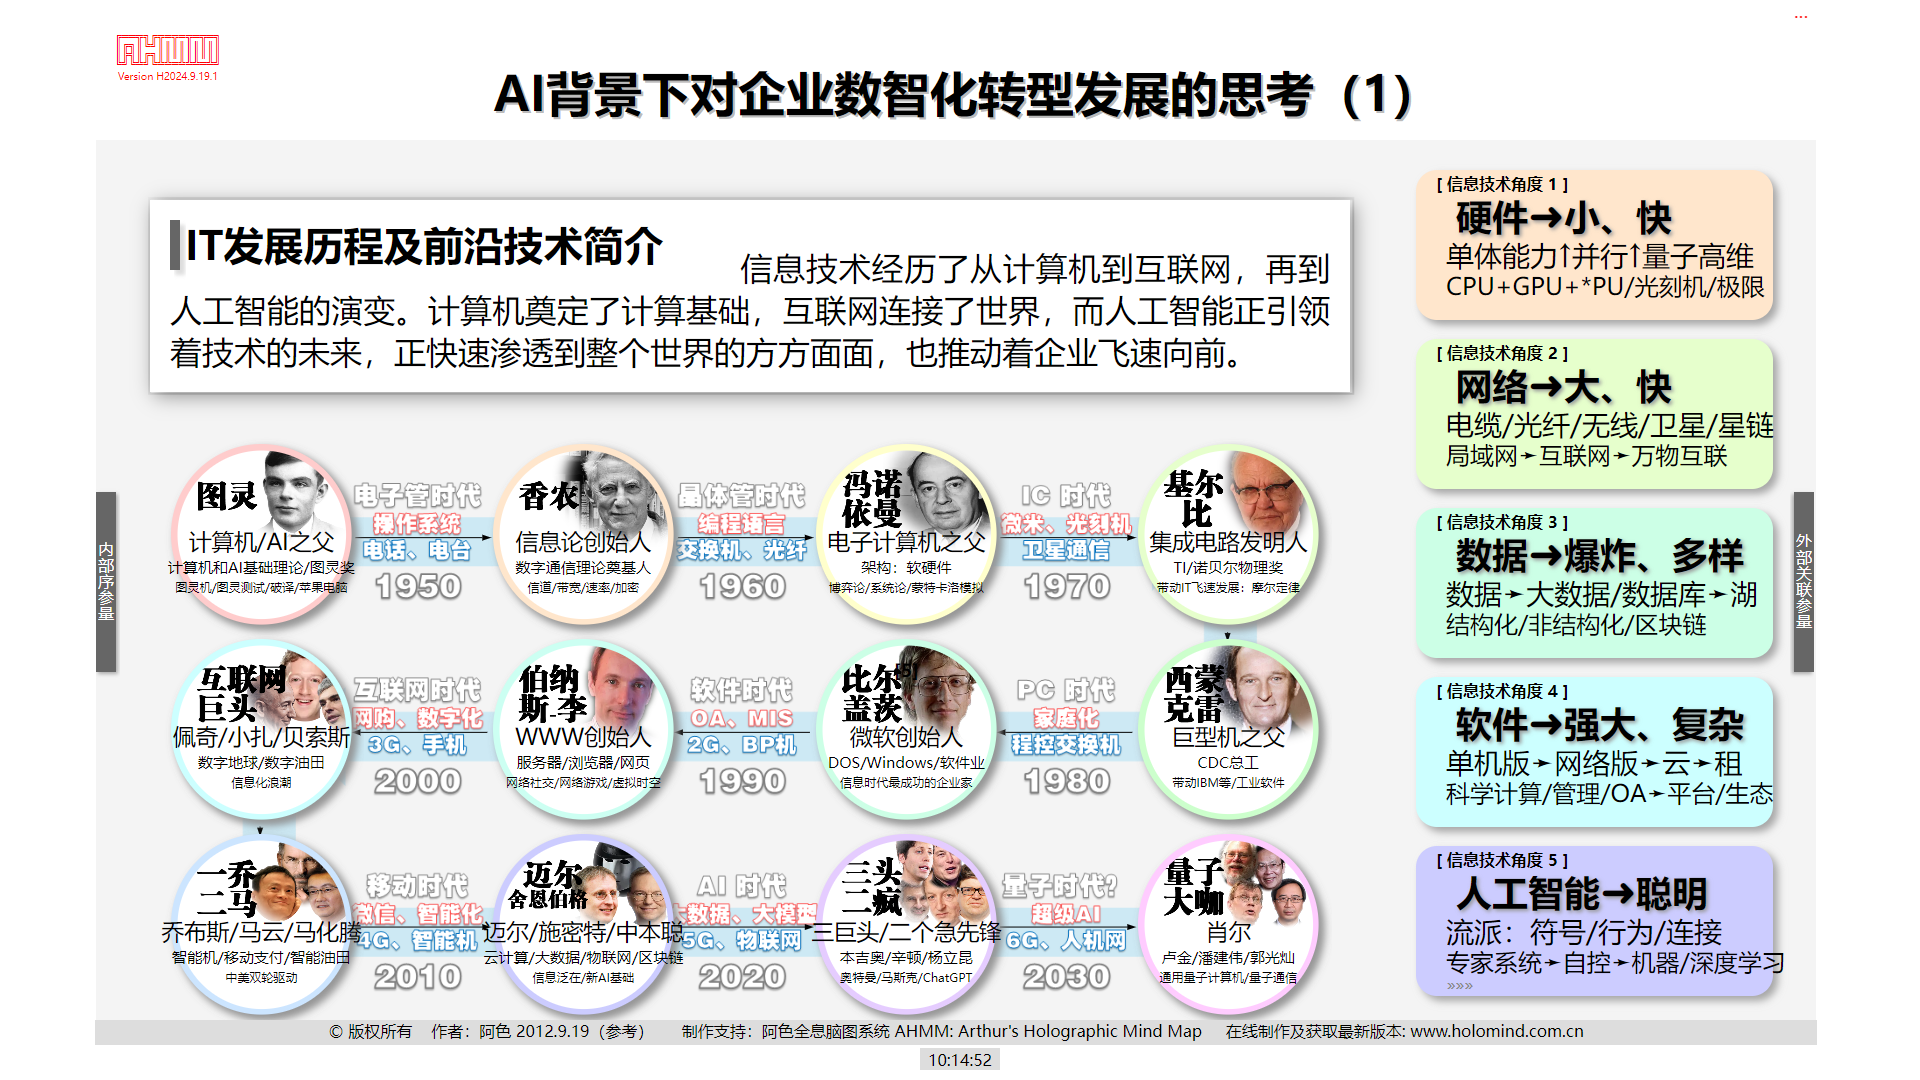 ...
AHMM
Version H2024.9.19.1
AI背景下对企业数智化转型发展的思考（1）
IT发展历程及前沿技术简介
信息技术经历了从计算机到互联网，再到
人工智能的演变。计算机奠定了计算基础，互联网连接了世界，而人工智能正引领
着技术的未来，正快速渗透到整个世界的方方面面，也推动着企业飞速向前。
内部序参量
图灵
计算机/AI之父
计算机和AI基础理论/图灵奖
图灵机/图灵测试/破译/苹果电脑
电子管时代
操作系统
电话、电台
1950
香农
信息论创始人
数字通信理论奠基人
信道/带宽/速率/加密
晶体管时代
编程语言
交换机、光纤
1960
冯诺
依曼
电子计算机之父
架构：软硬件
博弈论/系统论/蒙特卡洛模拟
IC 时代
微米、光刻机
卫星通信
1970
基尔
比
集成电路发明人
TI/诺贝尔物理奖
带动IT飞速发展：摩尔定律
互联网
巨头
佩奇/小扎/贝索斯
数字地球/数字油田
信息化浪潮
互联网时代
网购、数字化
3G、手机
2000
伯纳
斯-李
WWW创始人
服务器/浏览器/网页
网络社交/网络游戏/虚拟时空
软件时代
OA、MIS
2G、BP机
1990
比尔
盖茨
微软创始人
DOS/Windows/软件业
信息时代最成功的企业家
PC 时代
家庭化
程控交换机
1980
西蒙
克雷
巨型机之父
CDC总工
带动IBM等/工业软件
一乔
二马
乔布斯/马云/马化腾
智能机/移动支付/智能油田
中美双轮驱动
移动时代
微信、智能化
4G、智能机
2010
迈尔
舍恩伯格
迈尔/施密特/中本聪
云计算/大数据/物联网/区块链
信息泛在/新AI基础
AI 时代
大数据、大模型
5G、物联网
2020
三头
二疯
三巨头/二个急先锋
本吉奥/辛顿/杨立昆
奥特曼/马斯克/ChatGPT
量子时代?
超级AI
6G、人机网
2030
量子
大咖
肖尔
卢金/潘建伟/郭光灿
通用量子计算机/量子通信
[ 信息技术角度 1 ]
硬件➜小、快
单体能力↑并行↑量子高维
CPU+GPU+*PU/光刻机/极限
[ 信息技术角度 2 ]
网络➜大、快
电缆/光纤/无线/卫星/星链
局域网➛互联网➛万物互联
[ 信息技术角度 3 ]
数据➜爆炸、多样
数据➛大数据/数据库➛湖
结构化/非结构化/区块链
[ 信息技术角度 4 ]
软件➜强大、复杂
单机版➛网络版➛云➛租
科学计算/管理/OA➛平台/生态
[ 信息技术角度 5 ]
人工智能➜聪明
流派：符号/行为/连接
专家系统➛自控➛机器/深度学习
»»»
外部关联参量
© 版权所有 作者：阿色 2012.9.19（参考） 制作支持：阿色全息脑图系统 AHMM: Arthur's Holographic Mind Map 在线制作及获取最新版本: www.holomind.com.cn
10:14:52